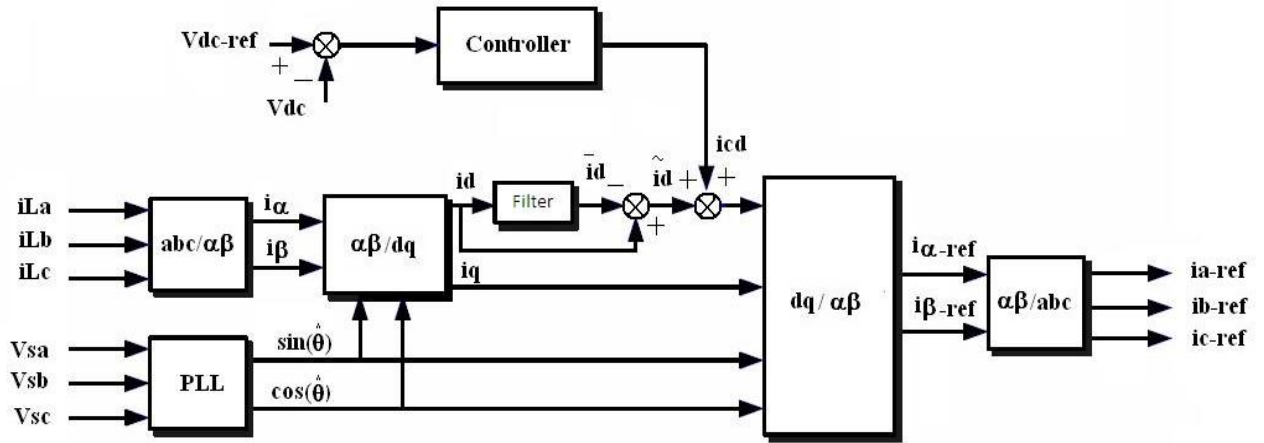 Vdc-ref
+
−
Vdc
Controller
icd
iLa
iLb
iLc
abc/αβ
iα
iβ
αβ/dq
id
iq
Filter
i̅d
−
+
ĩd
+
+
dq/αβ
iα-ref
iβ-ref
αβ/abc
ia-ref
ib-ref
ic-ref
Vsa
Vsb
Vsc
PLL
sin(θ̂)
cos(θ̂)